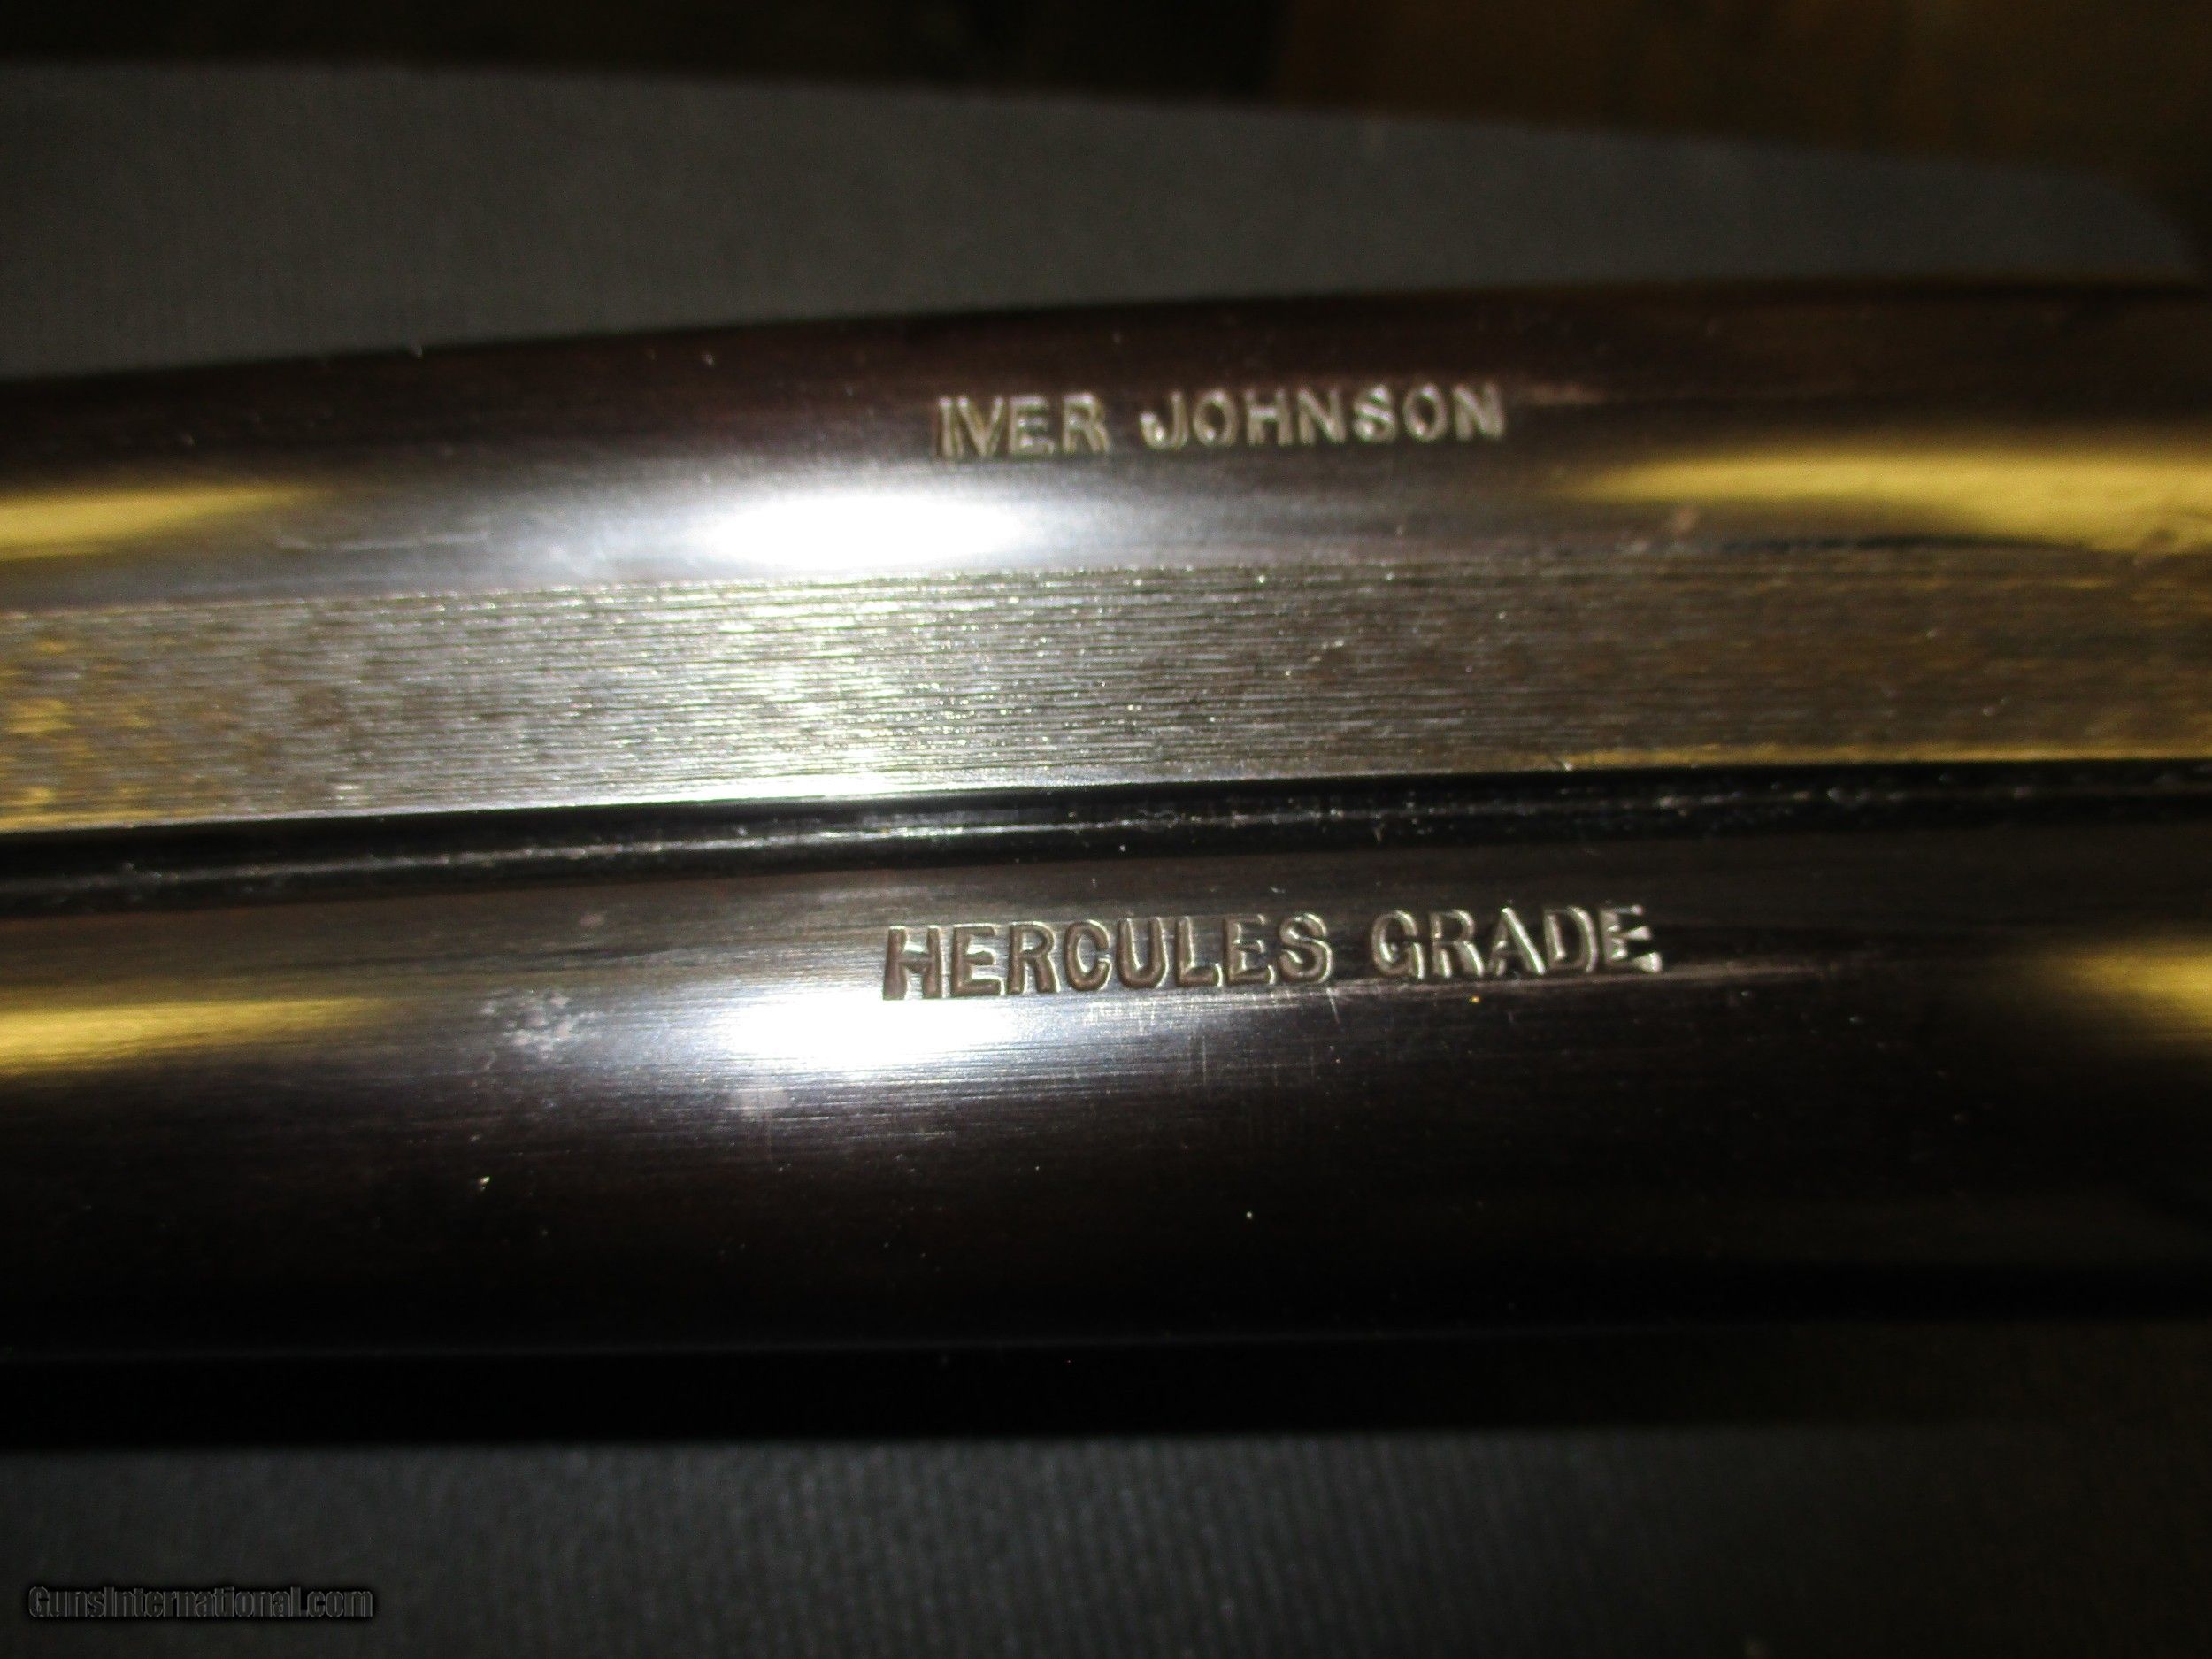 IVER JOHNSON
HERCULES GRADE
GunsInternational.com